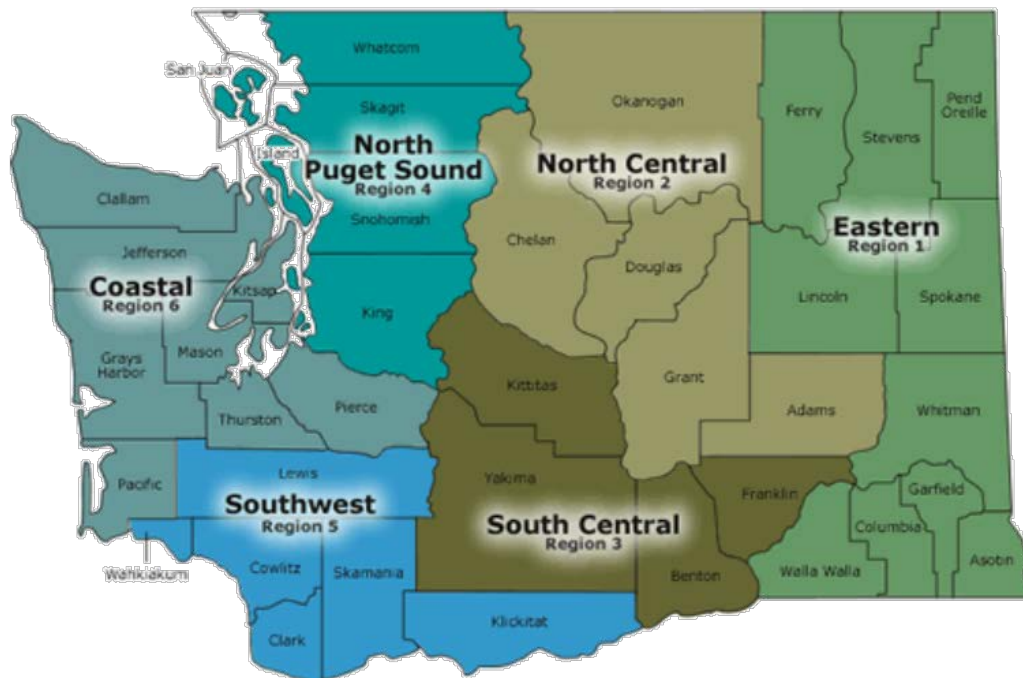 Whatcom
San Juan
Skagit
Okanogan
Ferry
Pend
Oreille
Stevens
North
Puget Sound
Region 4
Island
North Central
Region 2
Clallam
Snohomish
Chelan
Eastern
Region 1
Jefferson
Douglas
Coastal
Region 6
Kitsap
Lincoln
Spokane
King
Mason
Grays
Harbor
Kittitas
Grant
Pierce
Thurston
Adams
Whitman
Lewis
Yakima
Pacific
Southwest
Region 5
Franklin
Garfield
South Central
Region 3
Columbia
Wahkiakum
Cowlitz
Skamania
Benton
Walla Walla
Asotin
Klickitat
Clark